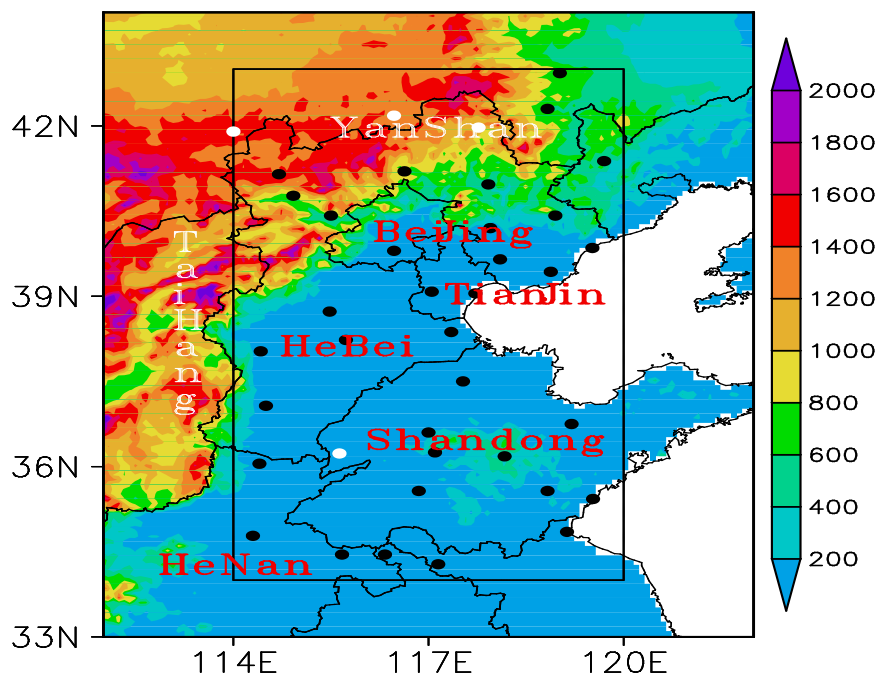 2000
1800
1600
1400
1200
1000
800
600
400
200
42N
39N
36N
33N
114E
117E
120E
YanShan
TaiHang
BeiJing
TianJin
HeBei
Shandong
HeNan